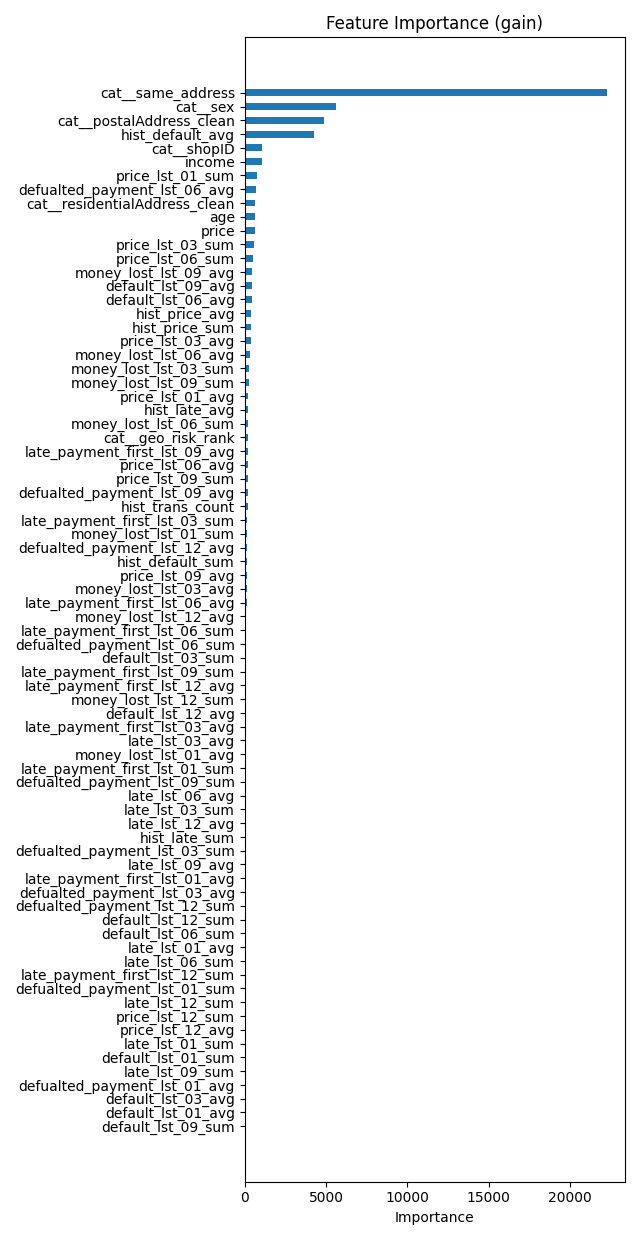 Feature Importance (gain)
cat__same_address
cat__sex
cat__postalAddress_clean
hist_default_avg
cat__shopID
income
price_lst_01_sum
defualted_payment_lst_06_avg
cat__residentialAddress_clean
age
price
price_lst_03_sum
price_lst_06_sum
money_lost_lst_09_avg
default_lst_09_avg
default_lst_06_avg
hist_price_avg
hist_price_sum
price_lst_03_avg
money_lost_lst_06_avg
money_lost_lst_03_sum
money_lost_lst_09_sum
price_lst_01_avg
hist_late_avg
money_lost_lst_06_sum
cat__geo_risk_rank
late_payment_first_lst_09_avg
price_lst_06_avg
price_lst_09_sum
defualted_payment_lst_09_avg
hist_trans_count
late_payment_first_lst_03_sum
money_lost_lst_01_sum
defualted_payment_lst_12_avg
hist_default_sum
price_lst_09_avg
money_lost_lst_03_avg
late_payment_first_lst_06_avg
money_lost_lst_12_avg
late_payment_first_lst_06_sum
defualted_payment_lst_06_sum
default_lst_03_sum
late_payment_first_lst_09_sum
late_payment_first_lst_12_avg
money_lost_lst_12_sum
default_lst_12_avg
late_payment_first_lst_03_avg
late_lst_03_avg
money_lost_lst_01_avg
late_payment_first_lst_01_sum
defualted_payment_lst_09_sum
late_lst_06_avg
late_lst_03_sum
late_lst_12_avg
hist_late_sum
defualted_payment_lst_03_sum
late_lst_09_avg
late_payment_first_lst_01_avg
defualted_payment_lst_03_avg
defualted_payment_lst_12_sum
default_lst_12_sum
default_lst_06_sum
late_lst_01_avg
late_lst_06_sum
late_payment_first_lst_12_sum
defualted_payment_lst_01_sum
late_lst_12_sum
price_lst_12_sum
price_lst_12_avg
late_lst_01_sum
default_lst_01_sum
late_lst_09_sum
defualted_payment_lst_01_avg
default_lst_03_avg
default_lst_01_avg
default_lst_09_sum
0 5000 10000 15000 20000
Importance